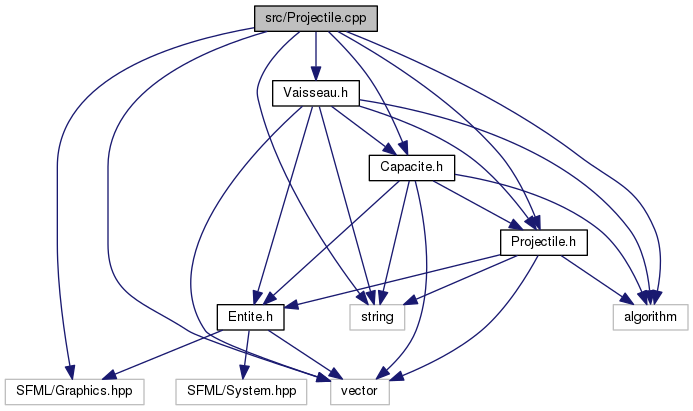 src/Projectile.cpp
Vaisseau.h
Capacite.h
Projectile.h
Entite.h
string
algorithm
SFML/Graphics.hpp
SFML/System.hpp
vector